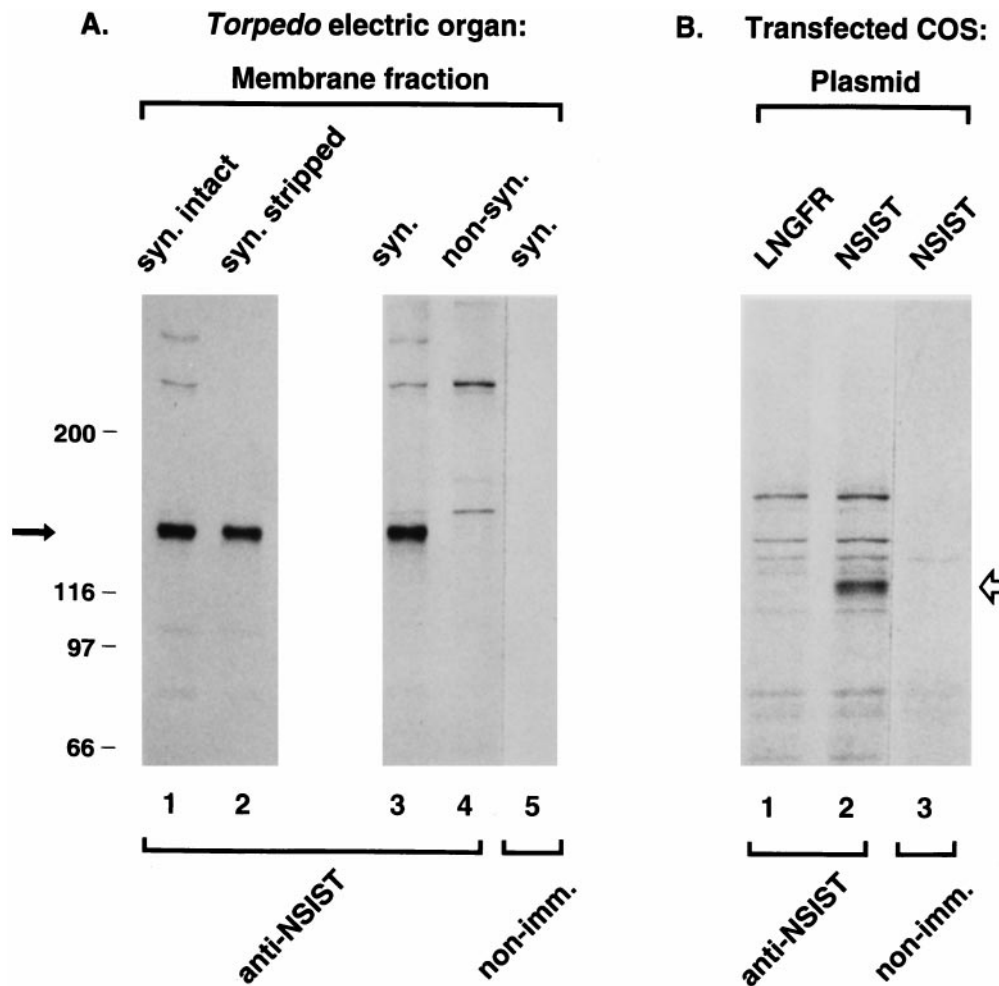 A. Torpedo electric organ:
Membrane fraction
syn. intact
syn. stripped
syn.
non-syn.
syn.
200
116
97
66
1 2 3 4 5
anti-NSIST
non-imm.
B. Transfected COS:
Plasmid
LNGFR
NSIST
NSIST
1 2 3
anti-NSIST
non-imm.